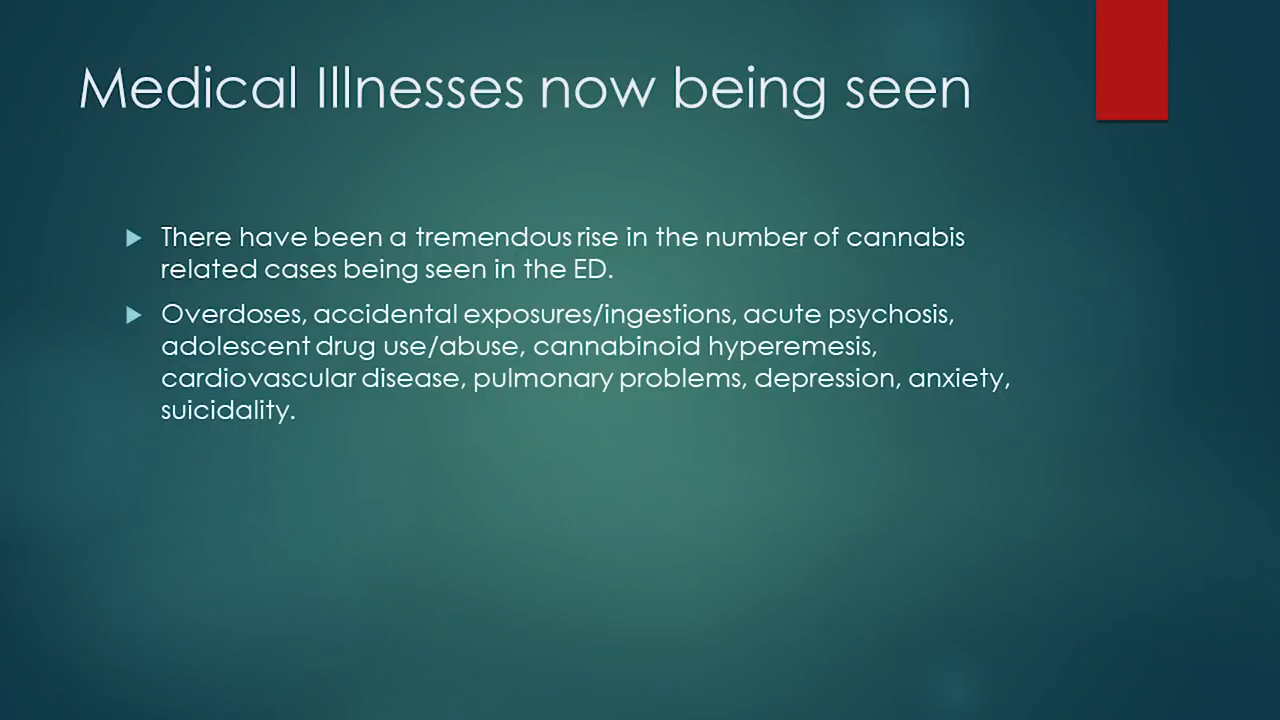 Medical Illnesses now being seen
There have been a tremendous rise in the number of cannabis
related cases being seen in the ED.
Overdoses, accidental exposures/ingestions, acute psychosis,
adolescent drug use/abuse, cannabinoid hyperemesis,
cardiovascular disease, pulmonary problems, depression, anxiety,
suicidality.